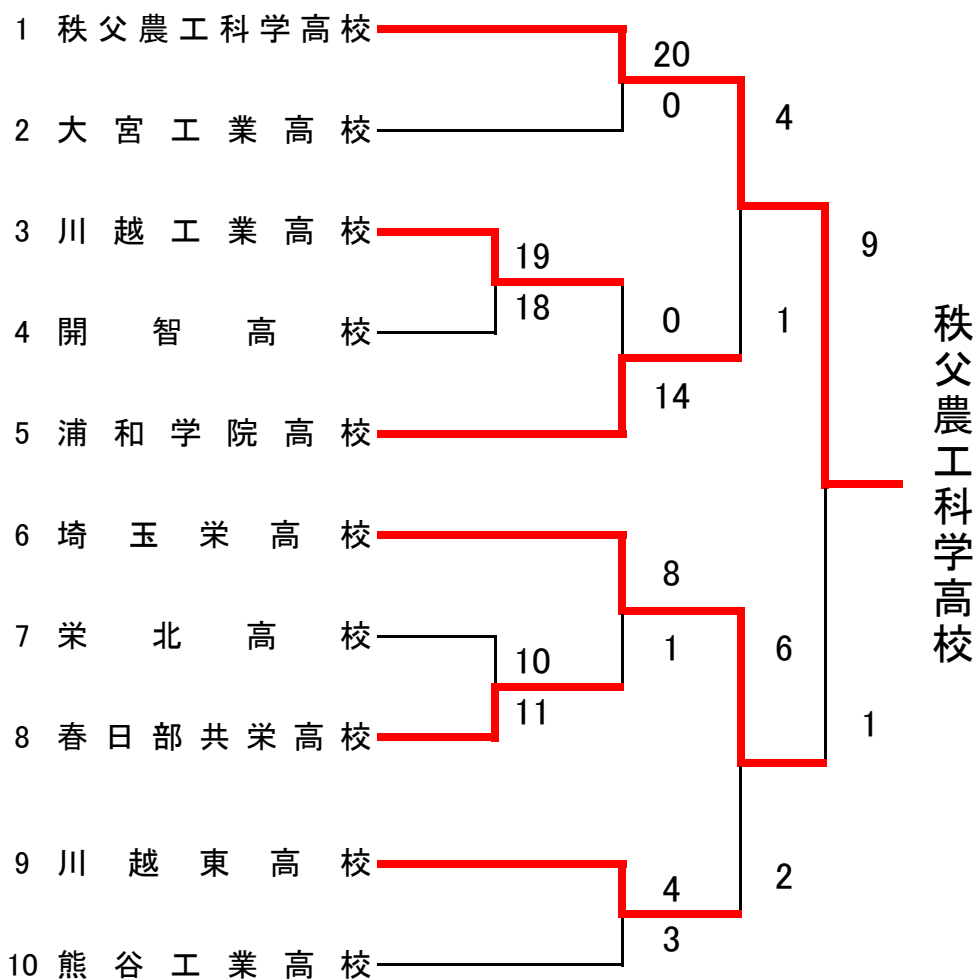 1 秩父農工科学高校
20
0
4
2 大宮工業高校
3 川越工業高校
19
9
18
0
1
4 開智高校
14
5 浦和学院高校
秩父農工科学高校
6 埼玉栄高校
8
7 栄北高校
10
1
6
11
8 春日部共栄高校
1
9 川越東高校
4
2
3
10 熊谷工業高校